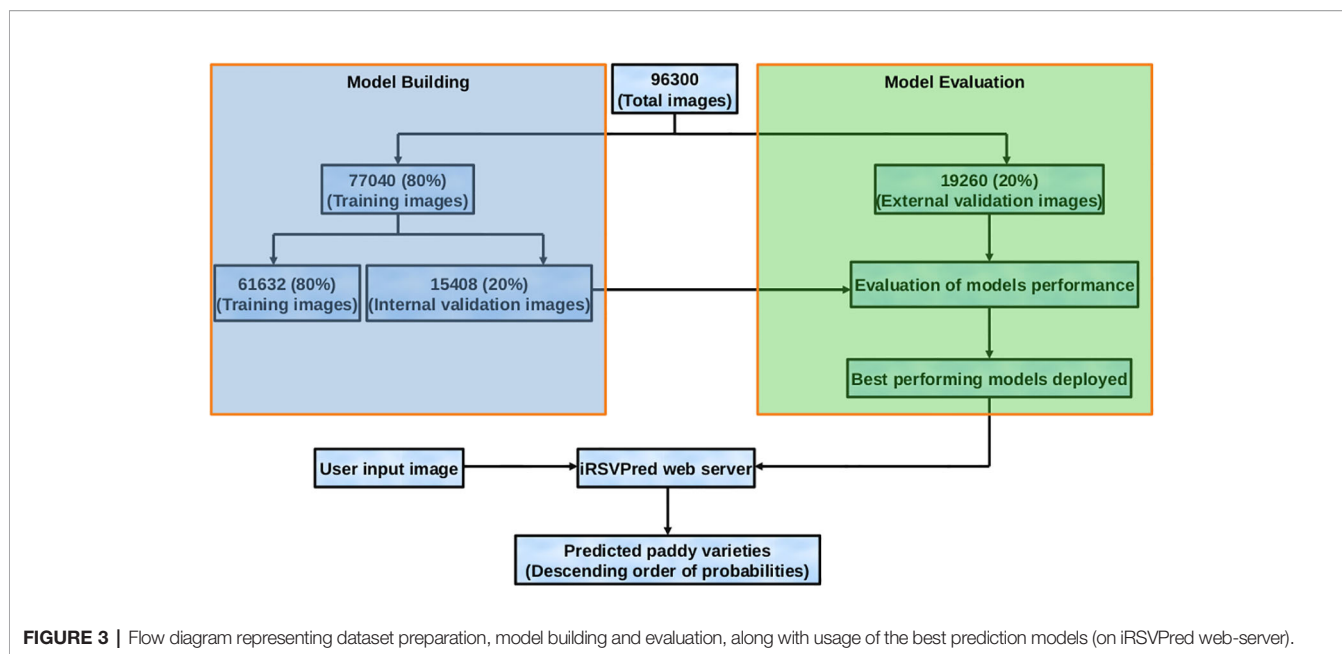 Model Building
96300
(Total images)
Model Evaluation
77040 (80%)
(Training images)
19260 (20%)
(External validation images)
61632 (80%)
(Training images)
15408 (20%)
(Internal validation images)
Evaluation of models performance
Best performing models deployed
User input image
iRSVPred web server
Predicted paddy varieties
(Descending order of probabilities)
FIGURE 3 | Flow diagram representing dataset preparation, model building and evaluation, along with usage of the best prediction models (on iRSVPred web-server).